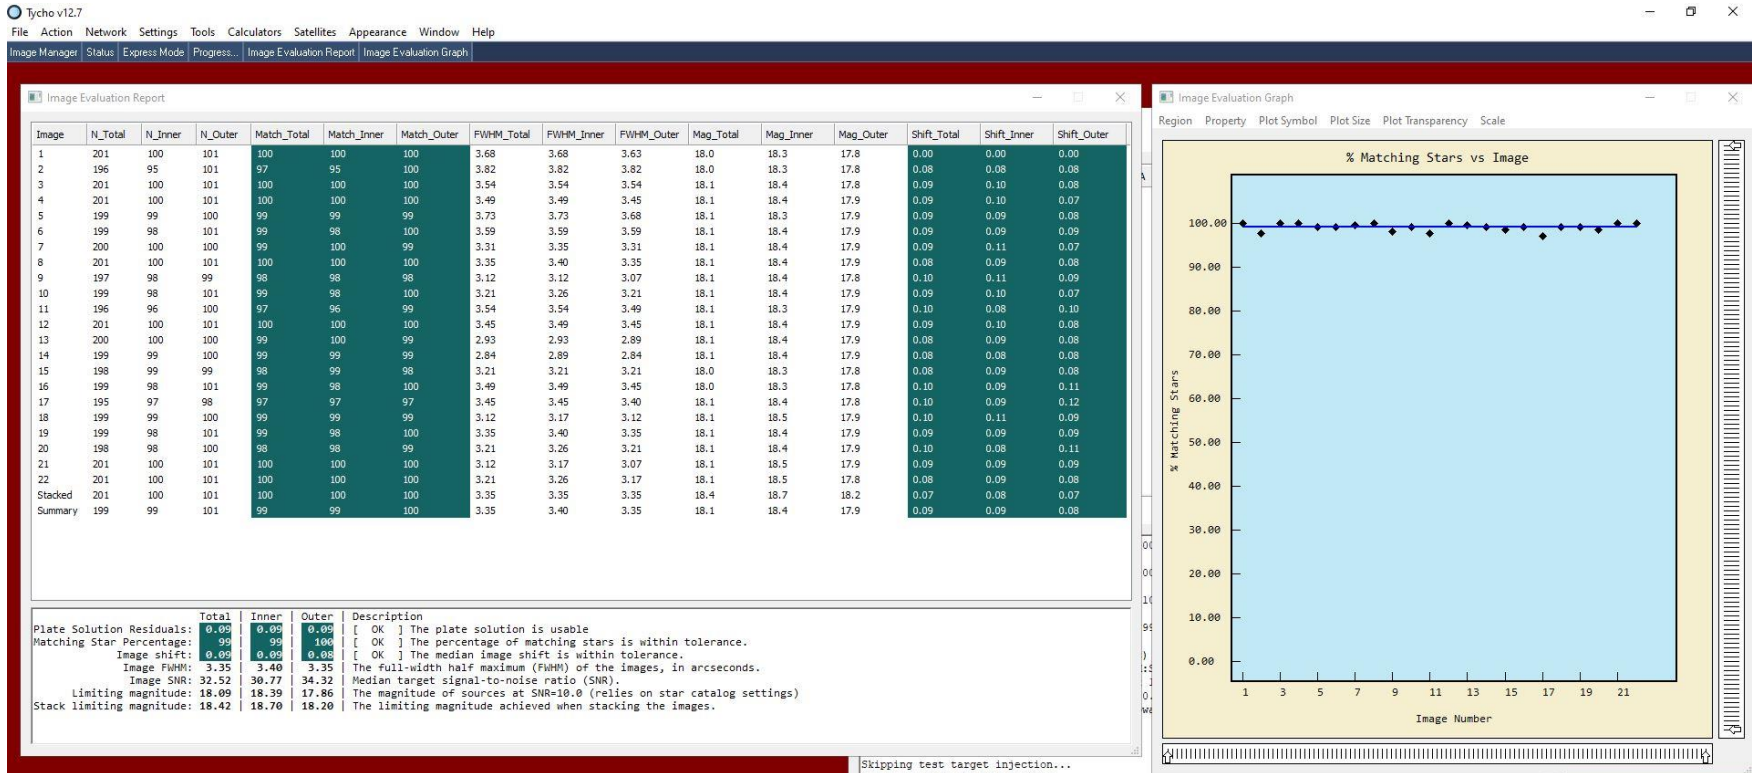 Tycho v12.7
File Action Network Settings Tools Calculators Satellites Appearance Window Help
Image Manager Status Express Mode Progress... Image Evaluation Report Image Evaluation Graph
Image Evaluation Report
Image N_Total N_Inner N_Outer Match_Total Match_Inner Match_Outer FWHM_Total FWHM_Inner FWHM_Outer Mag_Total Mag_Inner Mag_Outer Shift_Total Shift_Inner Shift_Outer
1 201 100 101 100 100 100 3.68 3.68 3.63 18.0 18.3 17.8 0.00 0.00 0.00
2 196 95 101 97 95 100 3.82 3.82 3.82 18.0 18.3 17.8 0.08 0.08 0.08
3 201 100 101 100 100 100 3.54 3.54 3.54 18.1 18.4 17.9 0.09 0.10 0.08
4 201 100 101 100 100 100 3.49 3.49 3.45 18.1 18.4 17.9 0.09 0.10 0.07
5 199 99 100 99 99 99 3.73 3.73 3.68 18.1 18.3 17.9 0.09 0.09 0.08
6 199 98 101 99 98 100 3.59 3.59 3.59 18.1 18.4 17.9 0.09 0.09 0.09
7 200 100 100 99 100 99 3.31 3.35 3.31 18.1 18.4 17.9 0.09 0.11 0.07
8 201 100 101 100 100 100 3.35 3.40 3.35 18.1 18.4 17.9 0.08 0.09 0.08
9 197 98 99 98 98 98 3.12 3.12 3.07 18.1 18.4 17.8 0.10 0.11 0.09
10 199 98 101 99 98 100 3.21 3.26 3.21 18.1 18.4 17.9 0.09 0.10 0.07
11 196 96 100 97 96 99 3.54 3.54 3.49 18.1 18.3 17.9 0.10 0.08 0.10
12 201 100 101 100 100 100 3.45 3.49 3.45 18.1 18.4 17.9 0.09 0.10 0.08
13 200 100 100 99 100 99 2.93 2.93 2.89 18.1 18.4 17.9 0.08 0.09 0.08
14 199 99 100 99 99 99 2.84 2.89 2.84 18.1 18.4 17.9 0.08 0.08 0.08
15 198 99 99 98 99 98 3.21 3.21 3.21 18.0 18.3 17.8 0.08 0.09 0.08
16 199 98 101 99 98 100 3.49 3.49 3.45 18.0 18.3 17.8 0.10 0.09 0.11
17 195 97 98 97 97 97 3.45 3.45 3.40 18.1 18.4 17.8 0.10 0.09 0.12
18 199 99 100 99 99 99 3.12 3.17 3.12 18.1 18.5 17.9 0.10 0.11 0.09
19 199 98 101 99 98 100 3.35 3.40 3.35 18.1 18.4 17.9 0.09 0.09 0.09
20 198 98 100 98 98 99 3.21 3.26 3.21 18.1 18.4 17.9 0.10 0.08 0.11
21 201 100 101 100 100 100 3.12 3.17 3.07 18.1 18.5 17.9 0.09 0.09 0.09
22 201 100 101 100 100 100 3.21 3.26 3.17 18.1 18.5 17.8 0.08 0.09 0.08
Stacked 201 100 101 100 100 100 3.35 3.35 3.35 18.4 18.7 18.2 0.07 0.08 0.07
Summary 199 99 101 99 99 100 3.35 3.40 3.35 18.1 18.4 17.9 0.09 0.09 0.08
Total | Inner | Outer | Description
Plate Solution Residuals: 0.09 | 0.09 | 0.09 | [ OK ] The plate solution is usable
Matching Star Percentage: 99 | 99 | 100 | [ OK ] The percentage of matching stars is within tolerance.
Image shift: 0.09 | 0.09 | 0.08 | [ OK ] The median image shift is within tolerance.
Image FWHM: 3.35 | 3.40 | 3.35 | The full-width half maximum (FWHM) of the images, in arcseconds.
Image SNR: 32.52 | 30.77 | 34.32 | Median target signal-to-noise ratio (SNR).
Limiting magnitude: 18.09 | 18.39 | 17.86 | The magnitude of sources at SNR=10.0 (relies on star catalog settings)
Stack limiting magnitude: 18.42 | 18.70 | 18.20 | The limiting magnitude achieved when stacking the images.
Skipping test target injection...
Image Evaluation Graph
Region Property Plot Symbol Plot Size Plot Transparency Scale
% Matching Stars vs Image
% Matching Stars
100.00
90.00
80.00
70.00
60.00
50.00
40.00
30.00
20.00
10.00
0.00
1 3 5 7 9 11 13 15 17 19 21
Image Number